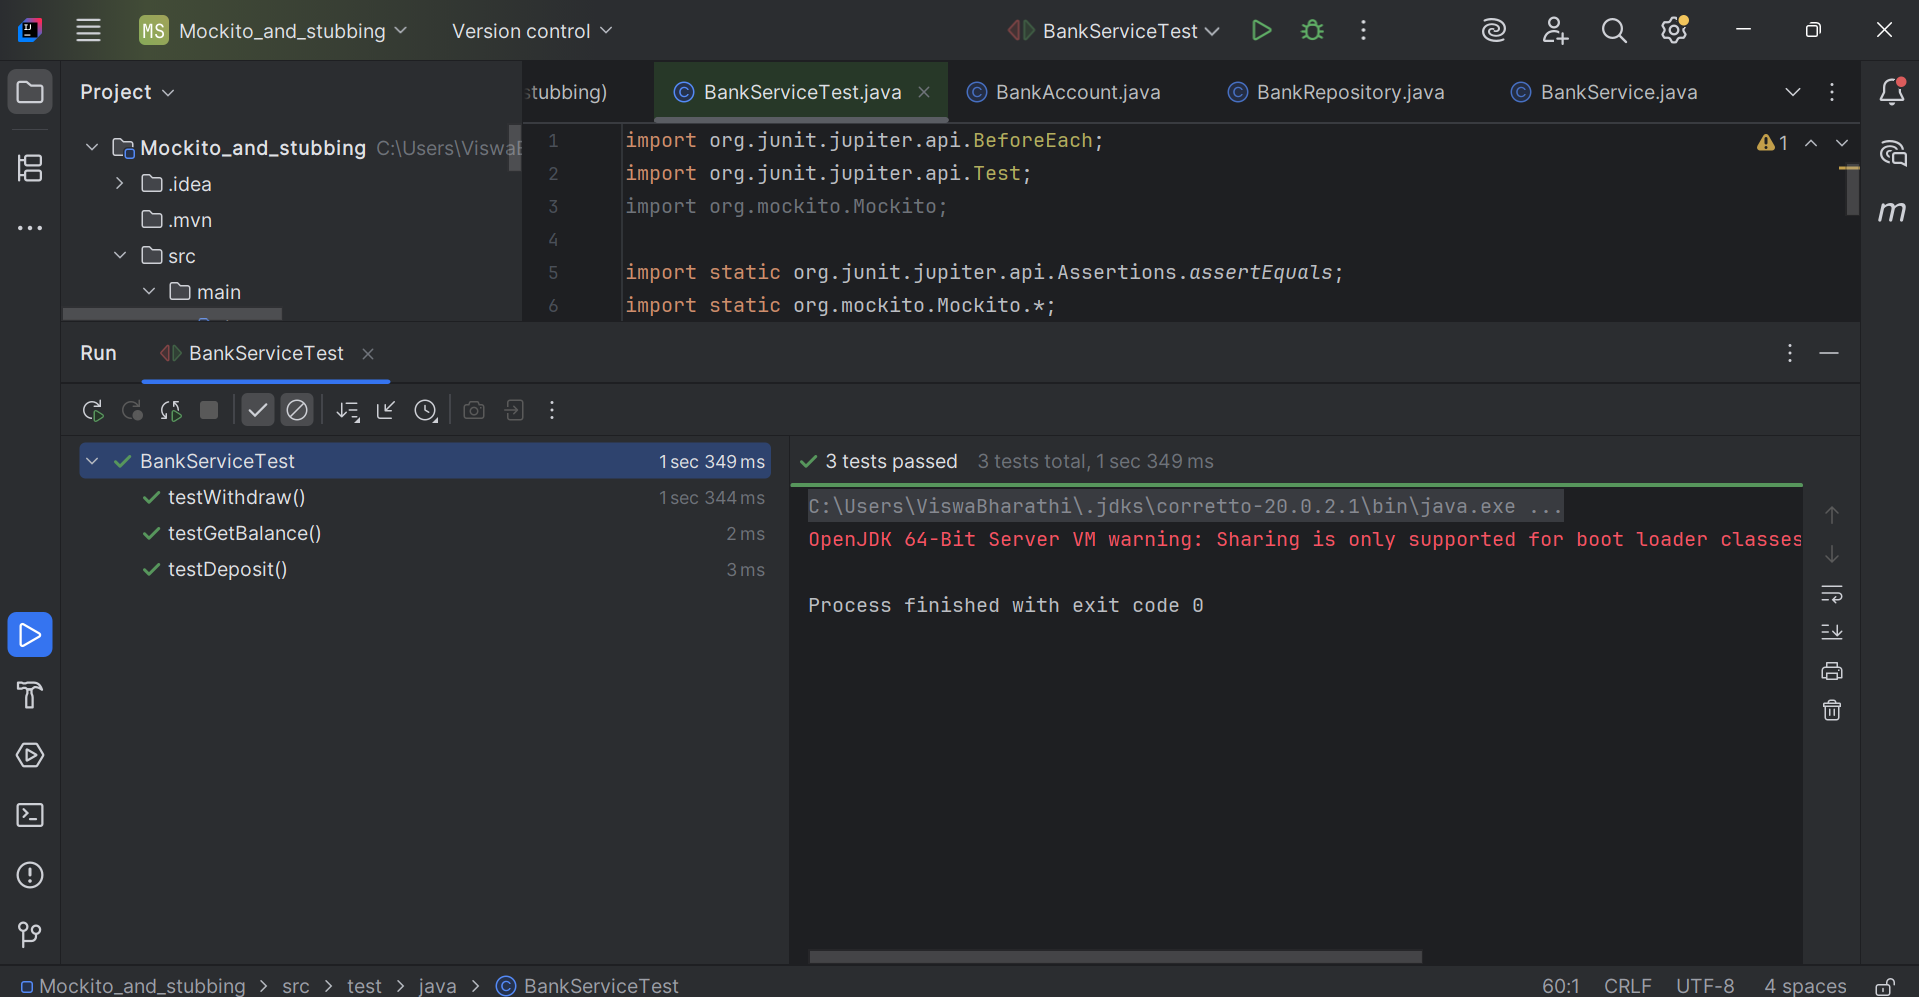 MS Mockito_and_stubbing Version control BankServiceTest
Project
stubbing) BankServiceTest.java BankAccount.java BankRepository.java BankService.java
Mockito_and_stubbing C:\Users\Viswa
.idea
.mvn
src
main
1 import org.junit.jupiter.api.BeforeEach;
2 import org.junit.jupiter.api.Test;
3 import org.mockito.Mockito;
4
5 import static org.junit.jupiter.api.Assertions.assertEquals;
6 import static org.mockito.Mockito.*;
1
m
Run BankServiceTest
BankServiceTest 1 sec 349 ms
testWithdraw() 1 sec 344 ms
testGetBalance() 2 ms
testDeposit() 3 ms
3 tests passed 3 tests total, 1 sec 349 ms
C:\Users\ViswaBharathi\.jdks\corretto-20.0.2.1\bin\java.exe ...
OpenJDK 64-Bit Server VM warning: Sharing is only supported for boot loader classes
Process finished with exit code 0
Mockito_and_stubbing > src > test > java > BankServiceTest
60:1 CRLF UTF-8 4 spaces